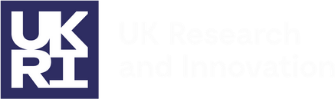 UK
RI
UK Research
and Innovation